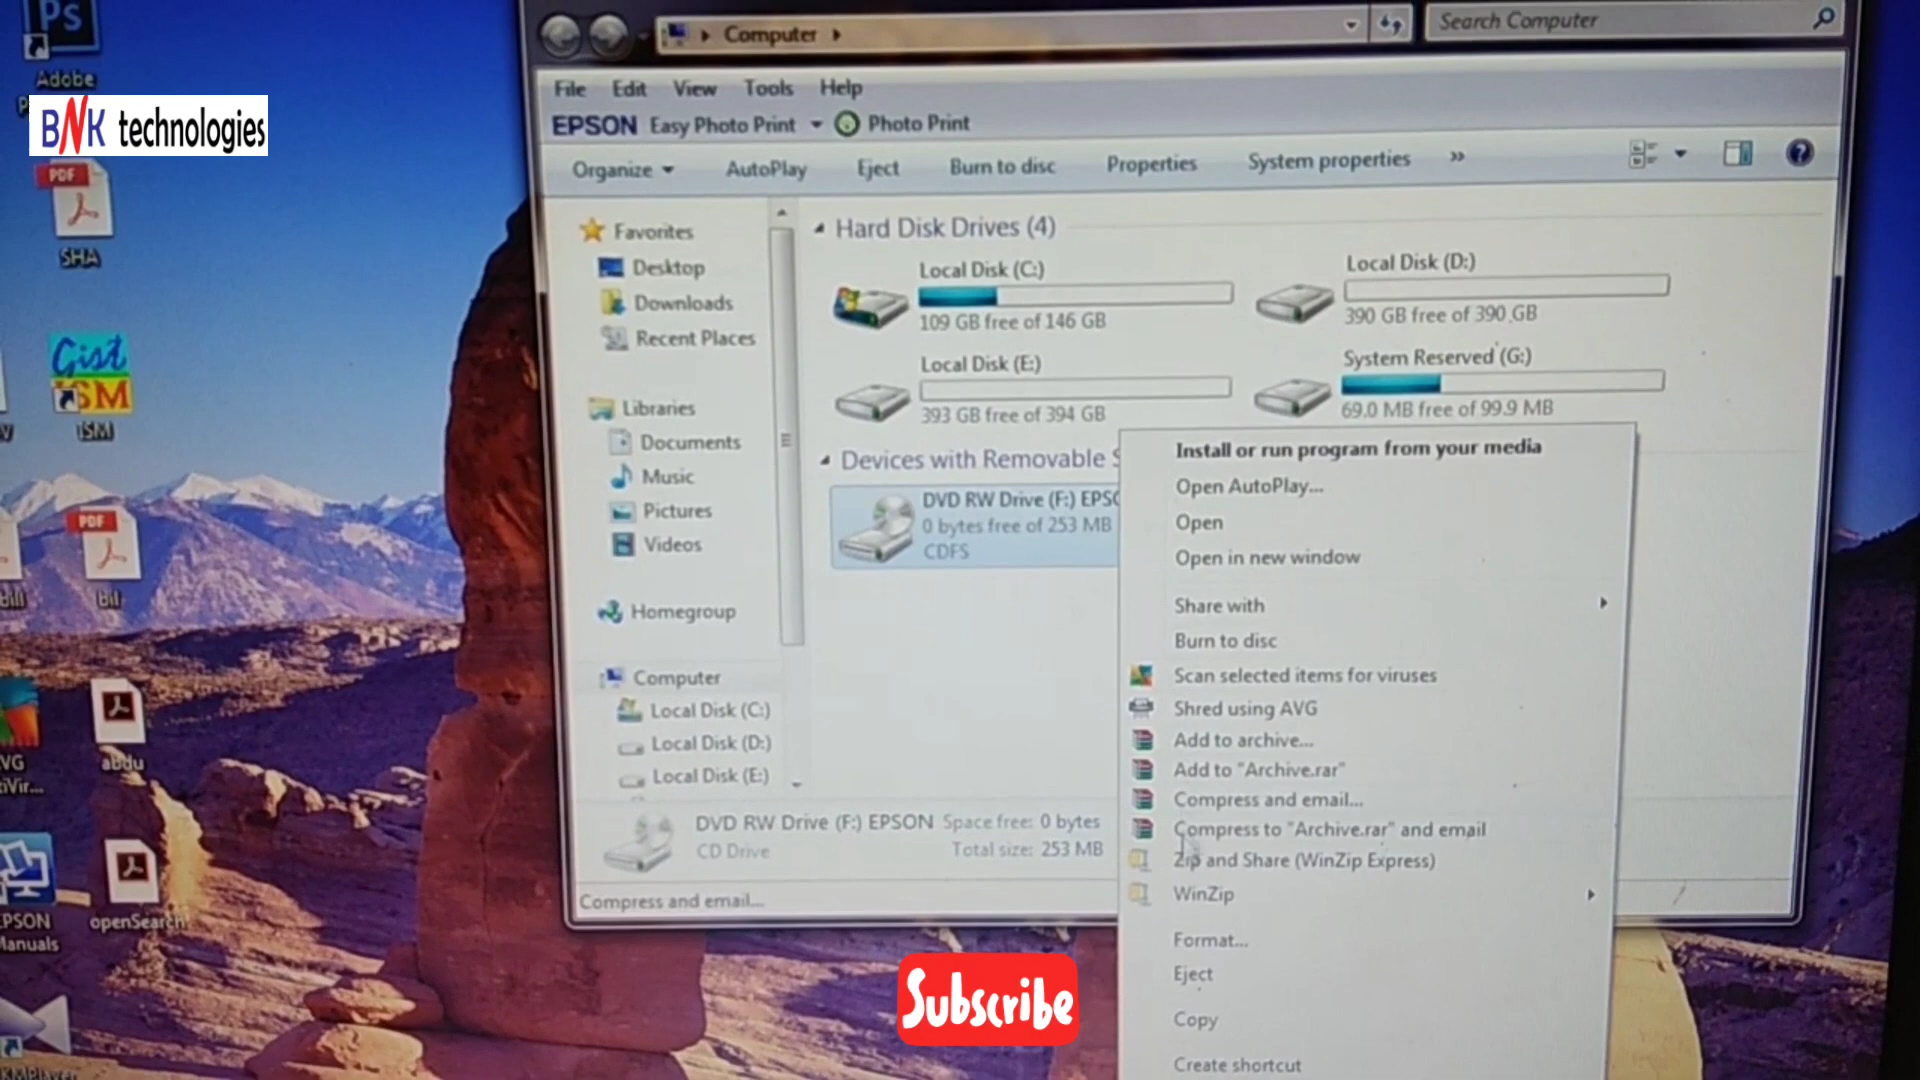 Ps
Adobe
BNK technologies
PDF
SHA
Gist
ISM
ISM
PDF
Bill
Bil
AVG
abdu
EPSON
Manuals
openSearch
KMPlayer
Computer
Search Computer
File Edit View Tools Help
EPSON Easy Photo Print Photo Print
Organize AutoPlay Eject Burn to disc Properties System properties »
Favorites
Desktop
Downloads
Recent Places
Libraries
Documents
Music
Pictures
Videos
Homegroup
Computer
Local Disk (C:)
Local Disk (D:)
Local Disk (E:)
Hard Disk Drives (4)
Local Disk (C:)
109 GB free of 146 GB
Local Disk (D:)
390 GB free of 390 GB
Local Disk (E:)
393 GB free of 394 GB
System Reserved (G:)
69.0 MB free of 99.9 MB
Devices with Removable S
DVD RW Drive (F:) EPSO
0 bytes free of 253 MB
CDFS
Install or run program from your media
Open AutoPlay...
Open
Open in new window
Share with
Burn to disc
Scan selected items for viruses
Shred using AVG
Add to archive...
Add to "Archive.rar"
Compress and email...
Compress to "Archive.rar" and email
Zip and Share (WinZip Express)
WinZip
Format...
Eject
Copy
Create shortcut
DVD RW Drive (F:) EPSON Space free: 0 bytes
CD Drive Total size: 253 MB
Compress and email...
Subscribe